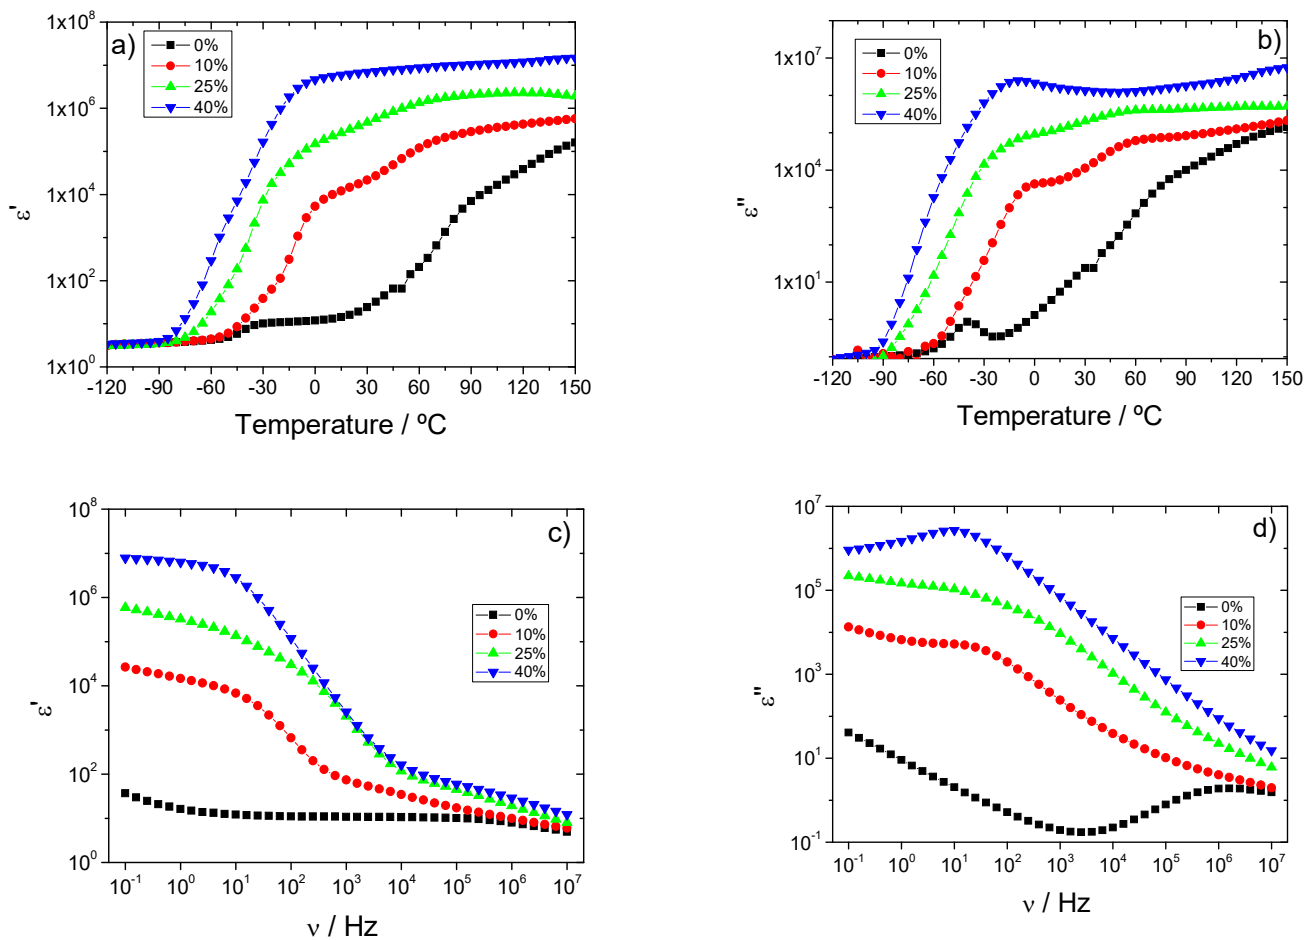 a)
0%
10%
25%
40%
1x10^8
1x10^6
1x10^4
1x10^2
1x10^0
ε'
-120 -90 -60 -30 0 30 60 90 120 150
Temperature / ºC
b)
0%
10%
25%
40%
1x10^7
1x10^4
1x10^1
ε''
-120 -90 -60 -30 0 30 60 90 120 150
Temperature / ºC
c)
0%
10%
25%
40%
10^8
10^6
10^4
10^2
10^0
ε'
10^-1 10^0 10^1 10^2 10^3 10^4 10^5 10^6 10^7
ν / Hz
d)
0%
10%
25%
40%
10^7
10^5
10^3
10^1
10^-1
ε''
10^-1 10^0 10^1 10^2 10^3 10^4 10^5 10^6 10^7
ν / Hz